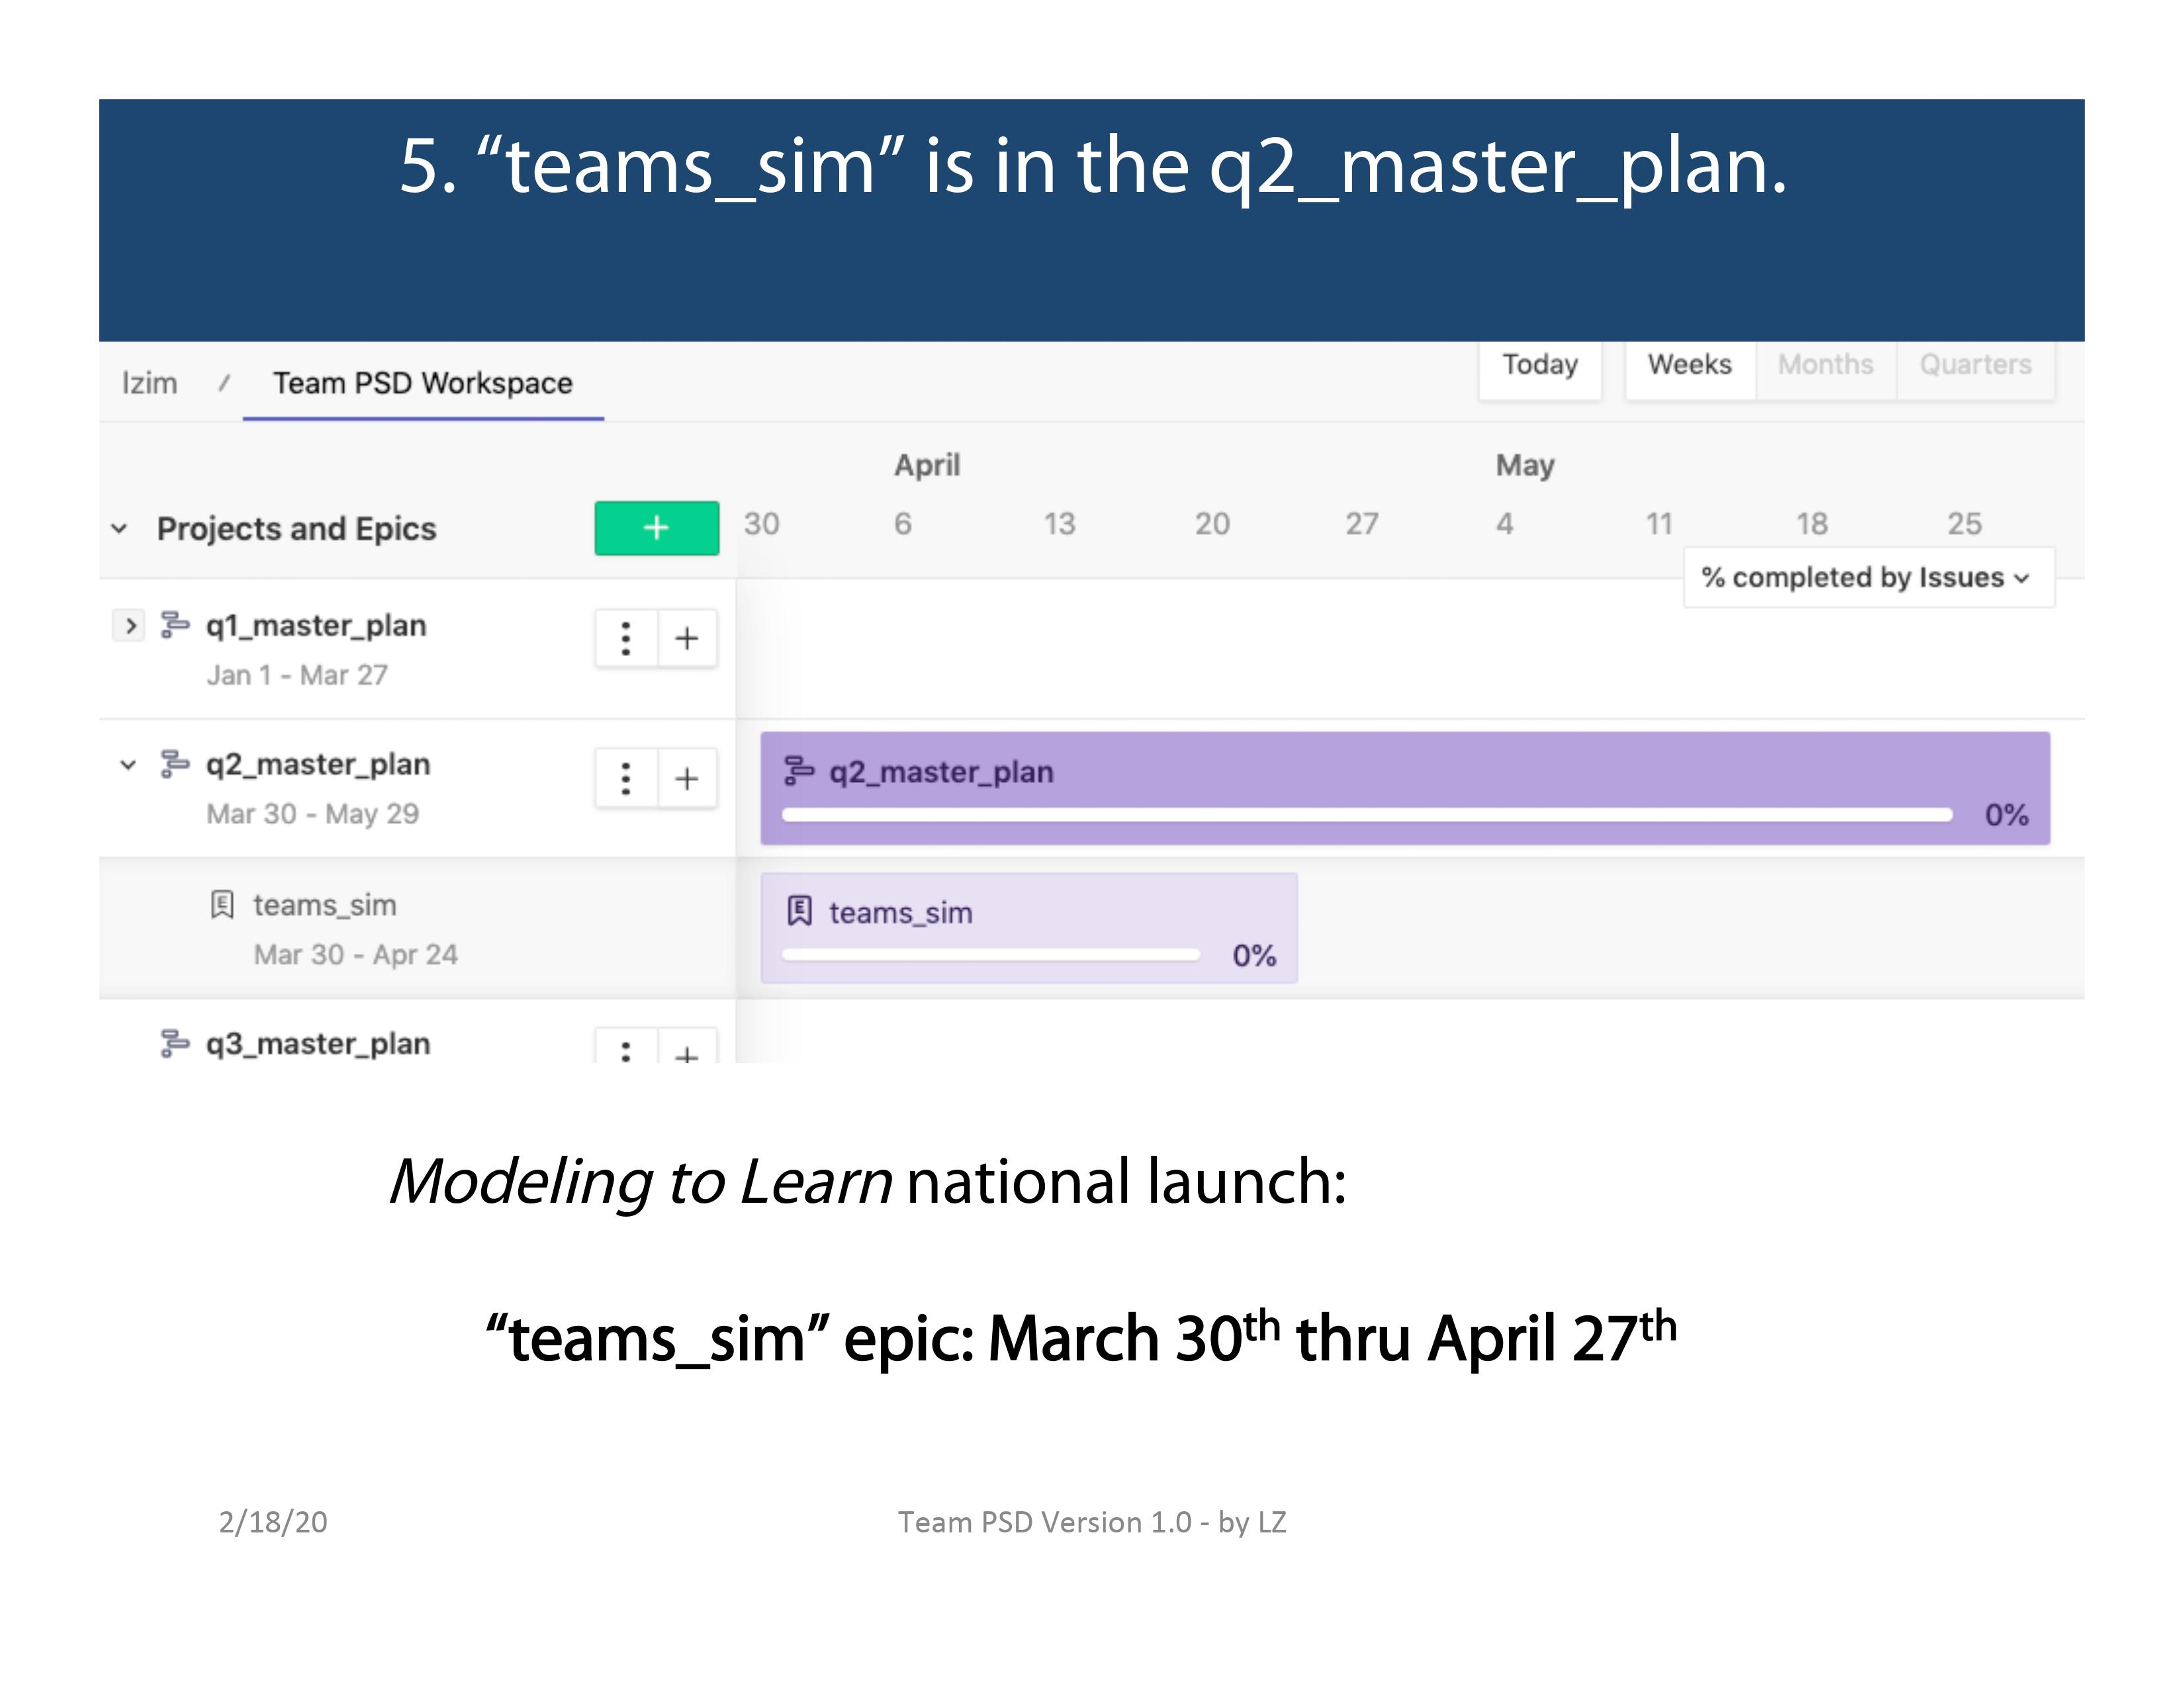 5. “teams_sim” is in the q2_master_plan.
lzim / Team PSD Workspace
Today Weeks Months Quarters
April May
Projects and Epics + 30 6 13 20 27 4 11 18 25
% completed by Issues
q1_master_plan +
Jan 1 - Mar 27
q2_master_plan + q2_master_plan
Mar 30 - May 29 0%
teams_sim teams_sim
Mar 30 - Apr 24 0%
q3_master_plan +
Modeling to Learn national launch:
“teams_sim” epic: March 30th thru April 27th
2/18/20 Team PSD Version 1.0 - by LZ